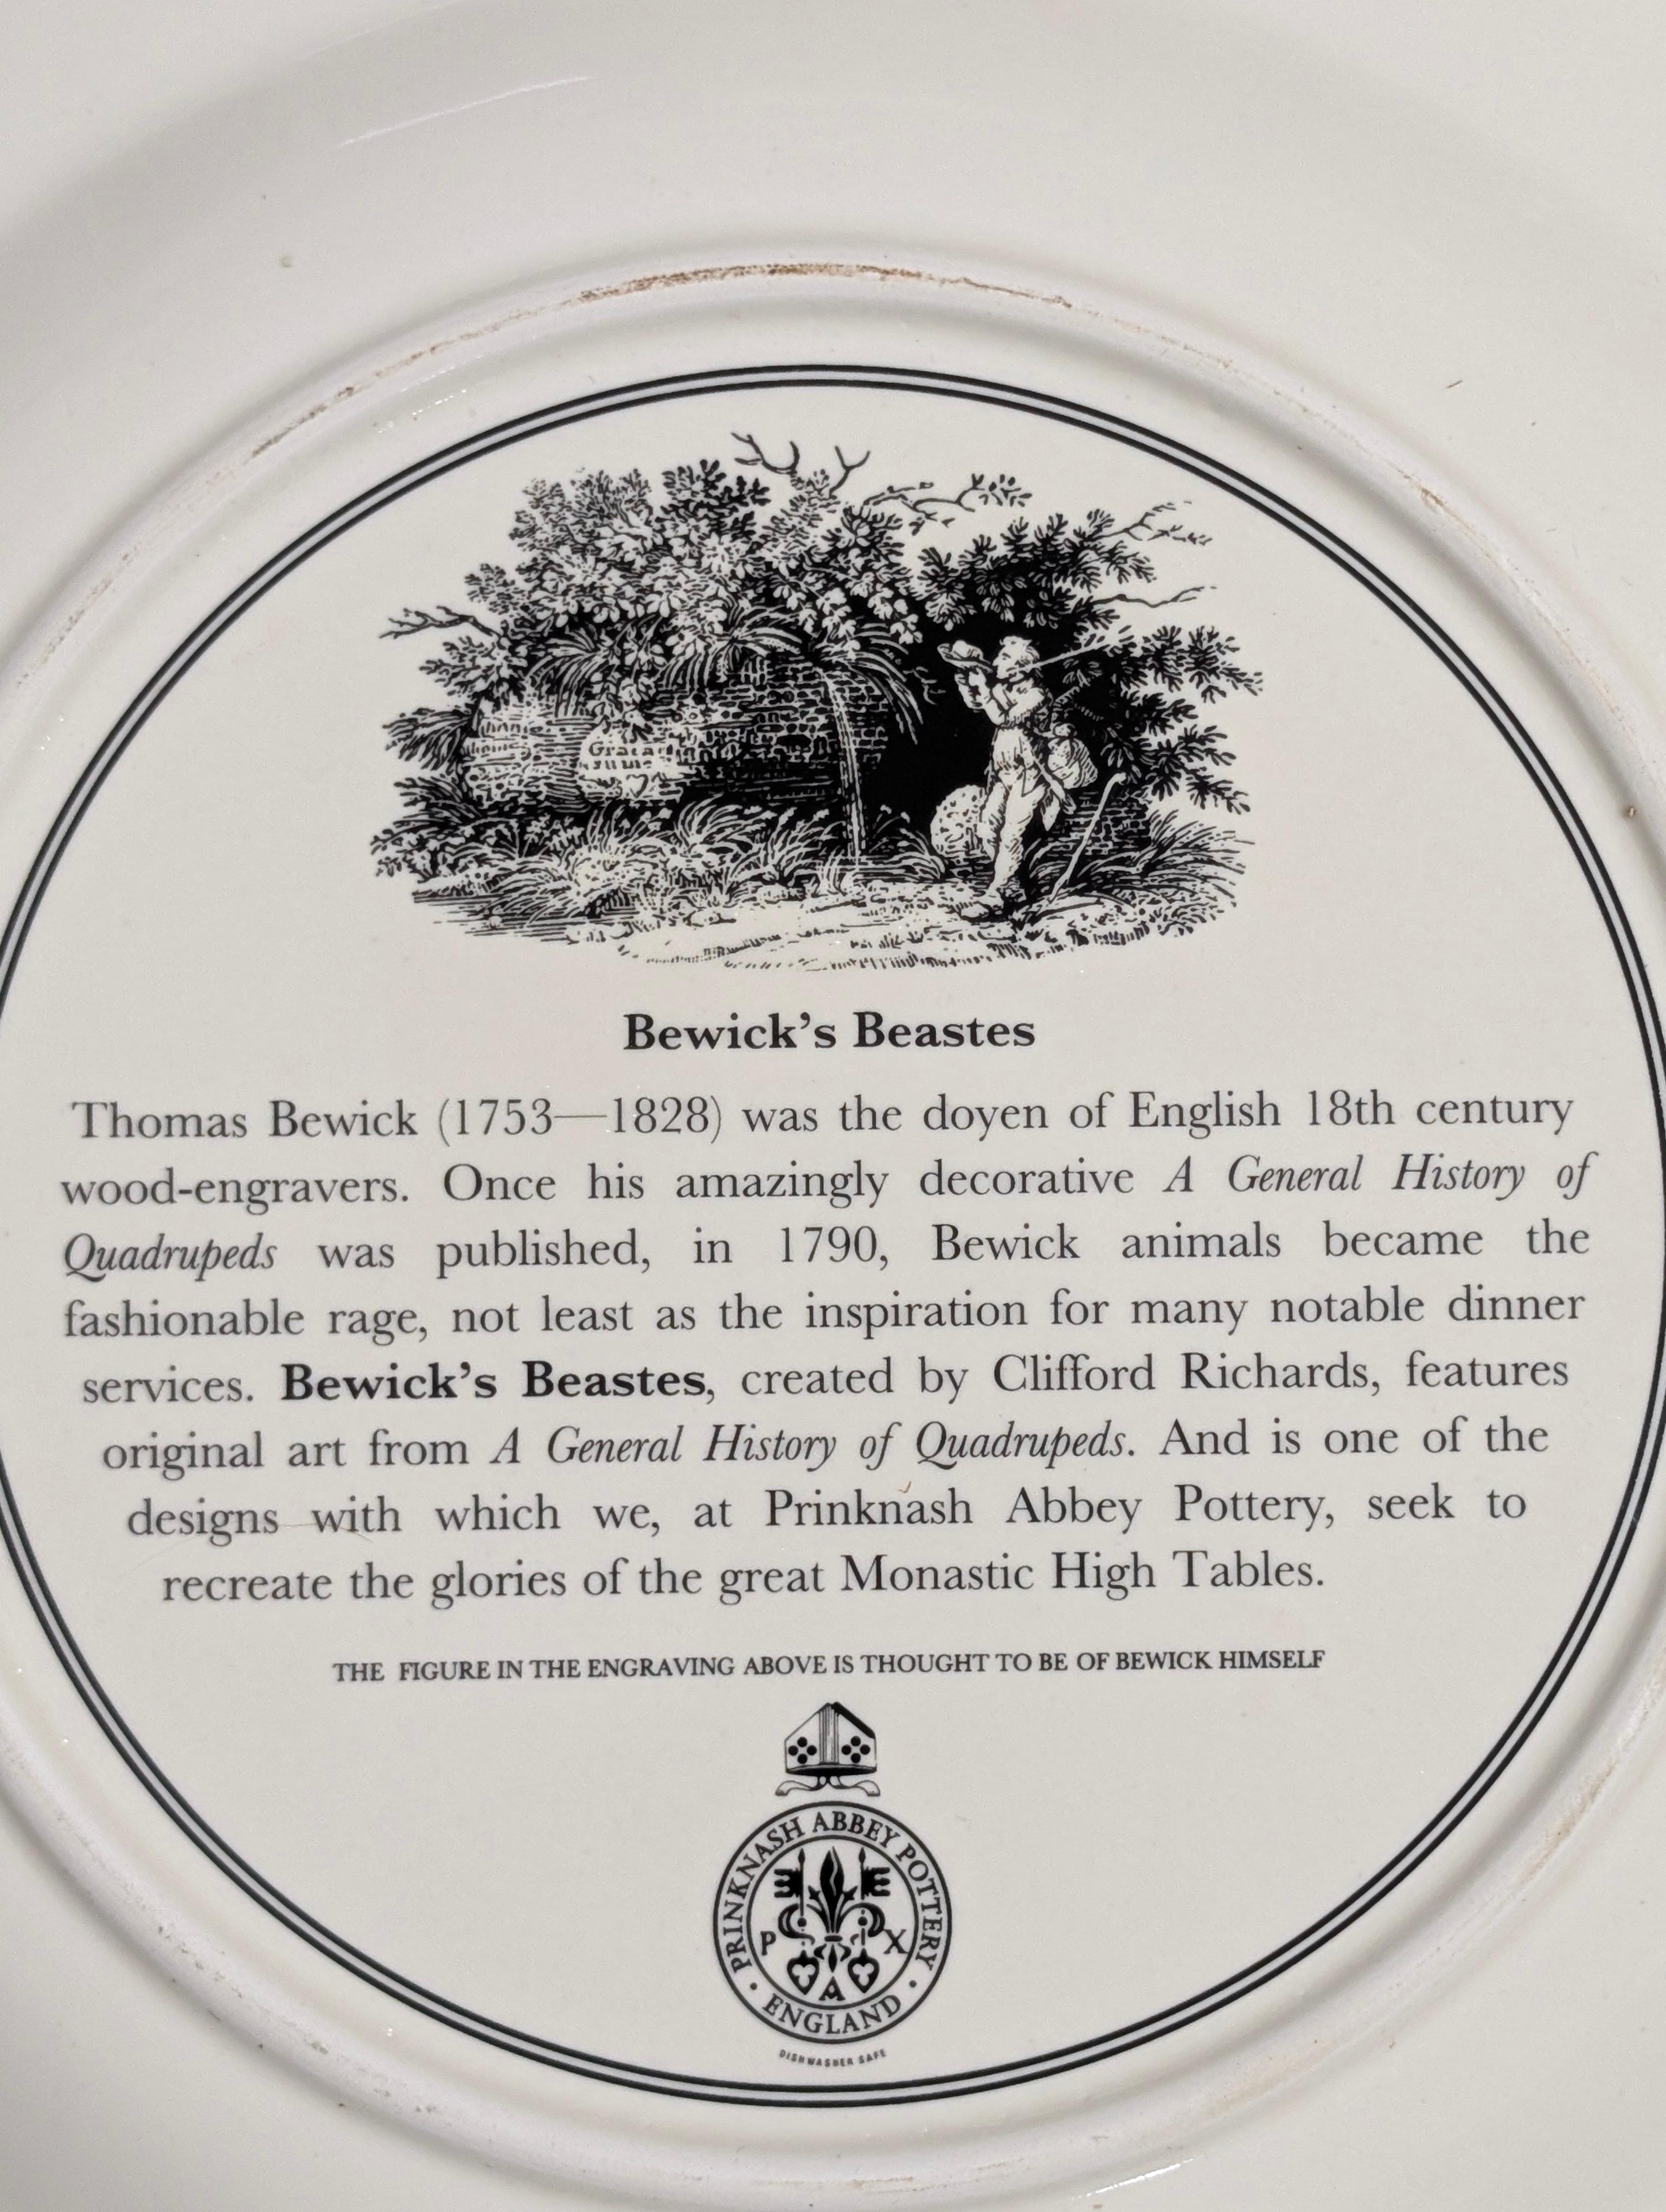 Grata
Bewick's Beastes
Thomas Bewick (1753—1828) was the doyen of English 18th century
wood-engravers. Once his amazingly decorative A General History of
Quadrupeds was published, in 1790, Bewick animals became the
fashionable rage, not least as the inspiration for many notable dinner
services. Bewick's Beastes, created by Clifford Richards, features
original art from A General History of Quadrupeds. And is one of the
designs with which we, at Prinknash Abbey Pottery, seek to
recreate the glories of the great Monastic High Tables.
THE FIGURE IN THE ENGRAVING ABOVE IS THOUGHT TO BE OF BEWICK HIMSELF
PRINKNASH ABBEY POTTERY
P X
A
· ENGLAND ·
DISHWASHER SAFE